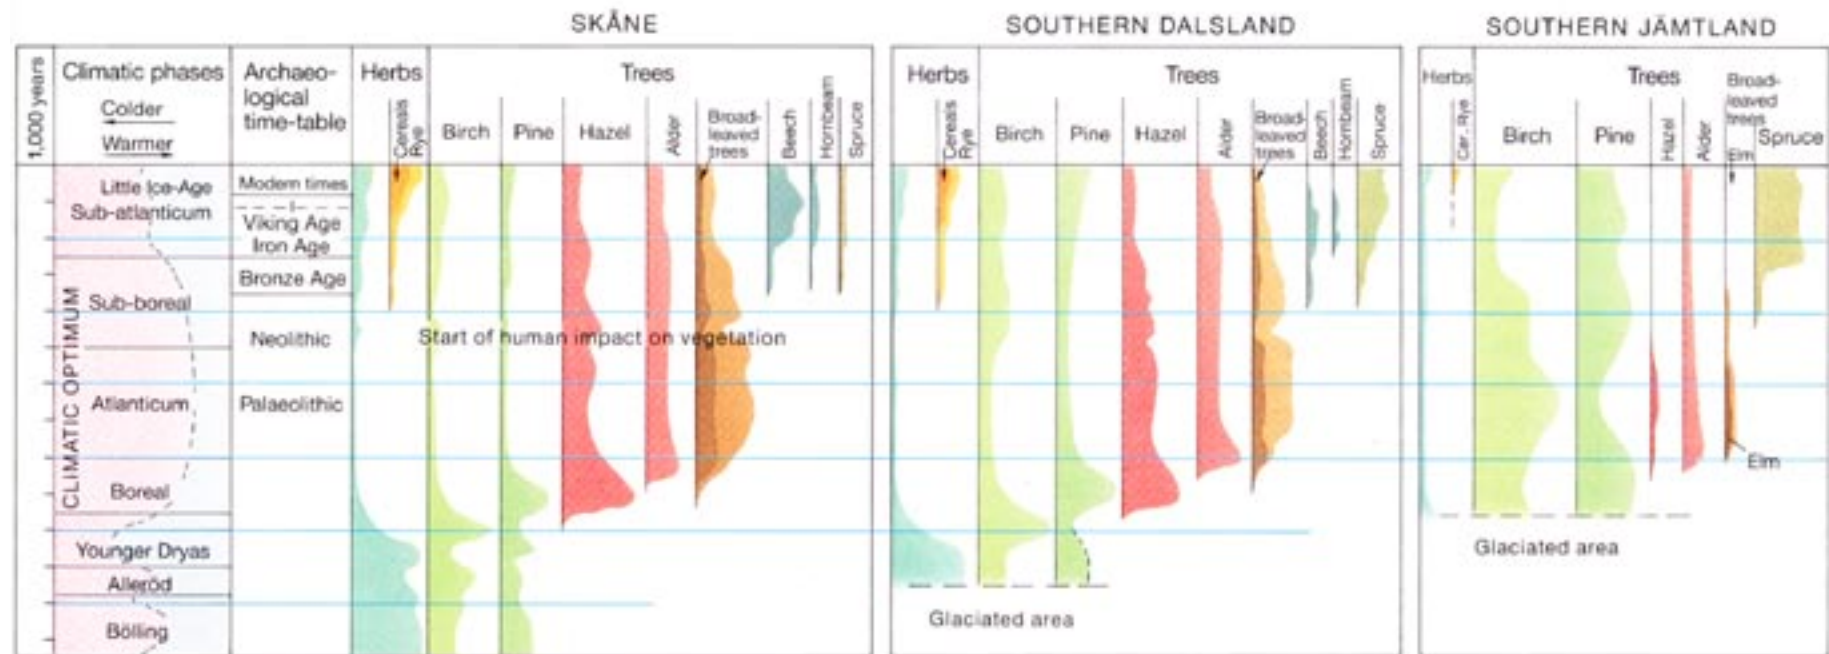 SKÅNE
SOUTHERN DALSLAND
SOUTHERN JÄMTLAND
1,000 years
Climatic phases
Colder
Warmer
Archaeo-
logical
time-table
Herbs
Cereals
Rye
Trees
Birch
Pine
Hazel
Alder
Broad-
leaved
trees
Beech
Hornbeam
Spruce
Herbs
Cereals
Rye
Trees
Birch
Pine
Hazel
Alder
Broad-
leaved
trees
Beech
Hornbeam
Spruce
Herbs
Cer. Rye
Trees
Birch
Pine
Hazel
Alder
Broad-
leaved
trees
Elm
Spruce
CLIMATIC OPTIMUM
Little Ice-Age
Sub-atlanticum
Sub-boreal
Atlanticum
Boreal
Younger Dryas
Alleröd
Bölling
Modern times
Viking Age
Iron Age
Bronze Age
Neolithic
Palaeolithic
Start of human impact on vegetation
Glaciated area
Elm
Glaciated area